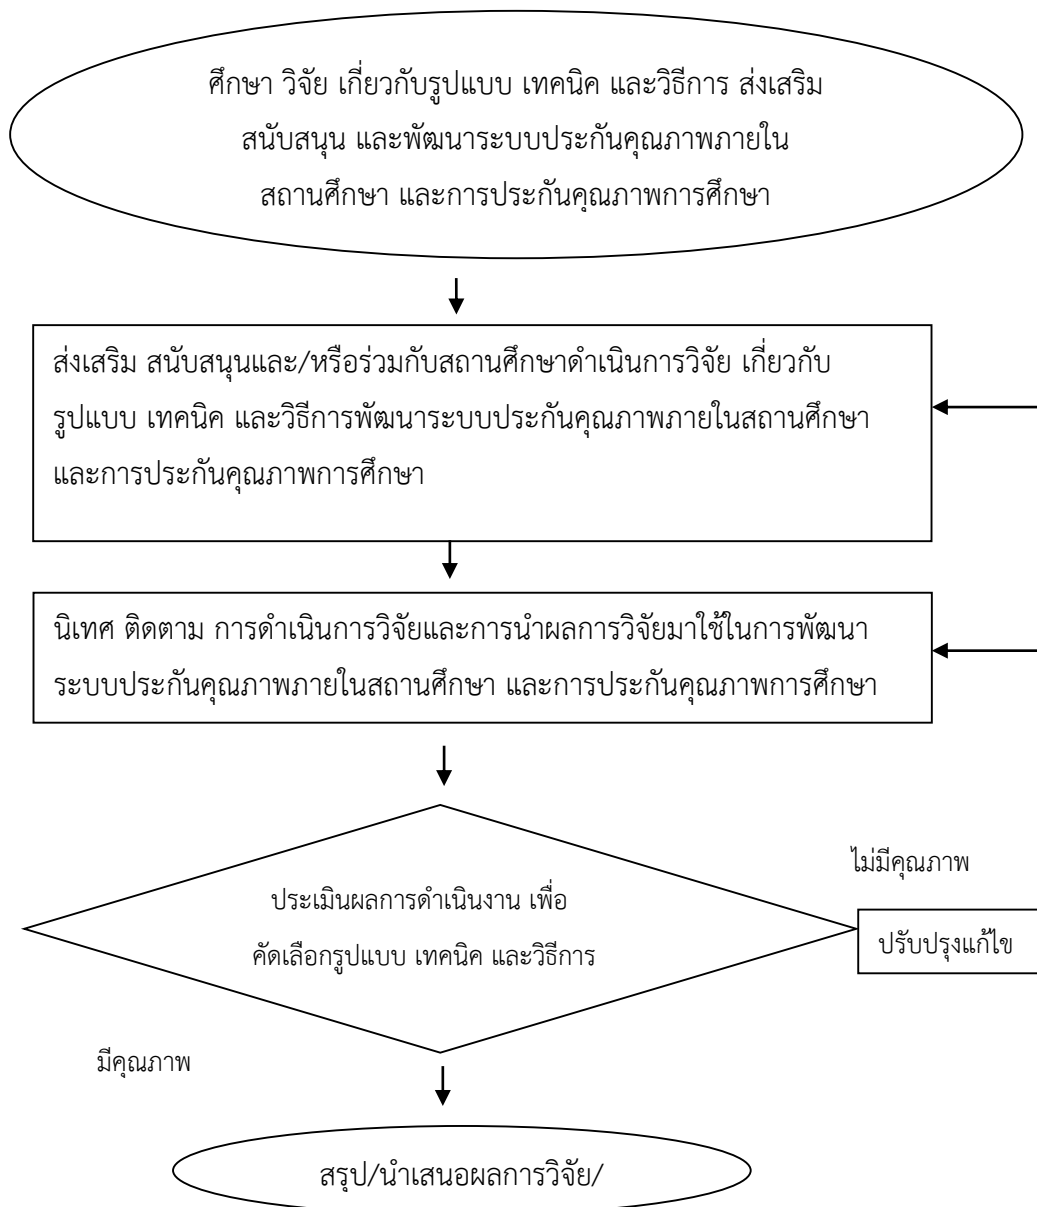 ศึกษา วิจัย เกี่ยวกับรูปแบบ เทคนิค และวิธีการ ส่งเสริม
สนับสนุน และพัฒนาระบบประกันคุณภาพภายใน
สถานศึกษา และการประกันคุณภาพการศึกษา
ส่งเสริม สนับสนุนและ/หรือร่วมกับสถานศึกษาดำเนินการวิจัย เกี่ยวกับ
รูปแบบ เทคนิค และวิธีการพัฒนาระบบประกันคุณภาพภายในสถานศึกษา
และการประกันคุณภาพการศึกษา
นิเทศ ติดตาม การดำเนินการวิจัยและการนำผลการวิจัยมาใช้ในการพัฒนา
ระบบประกันคุณภาพภายในสถานศึกษา และการประกันคุณภาพการศึกษา
ไม่มีคุณภาพ
ประเมินผลการดำเนินงาน เพื่อ
คัดเลือกรูปแบบ เทคนิค และวิธีการ
ปรับปรุงแก้ไข
มีคุณภาพ
สรุป/นำเสนอผลการวิจัย/